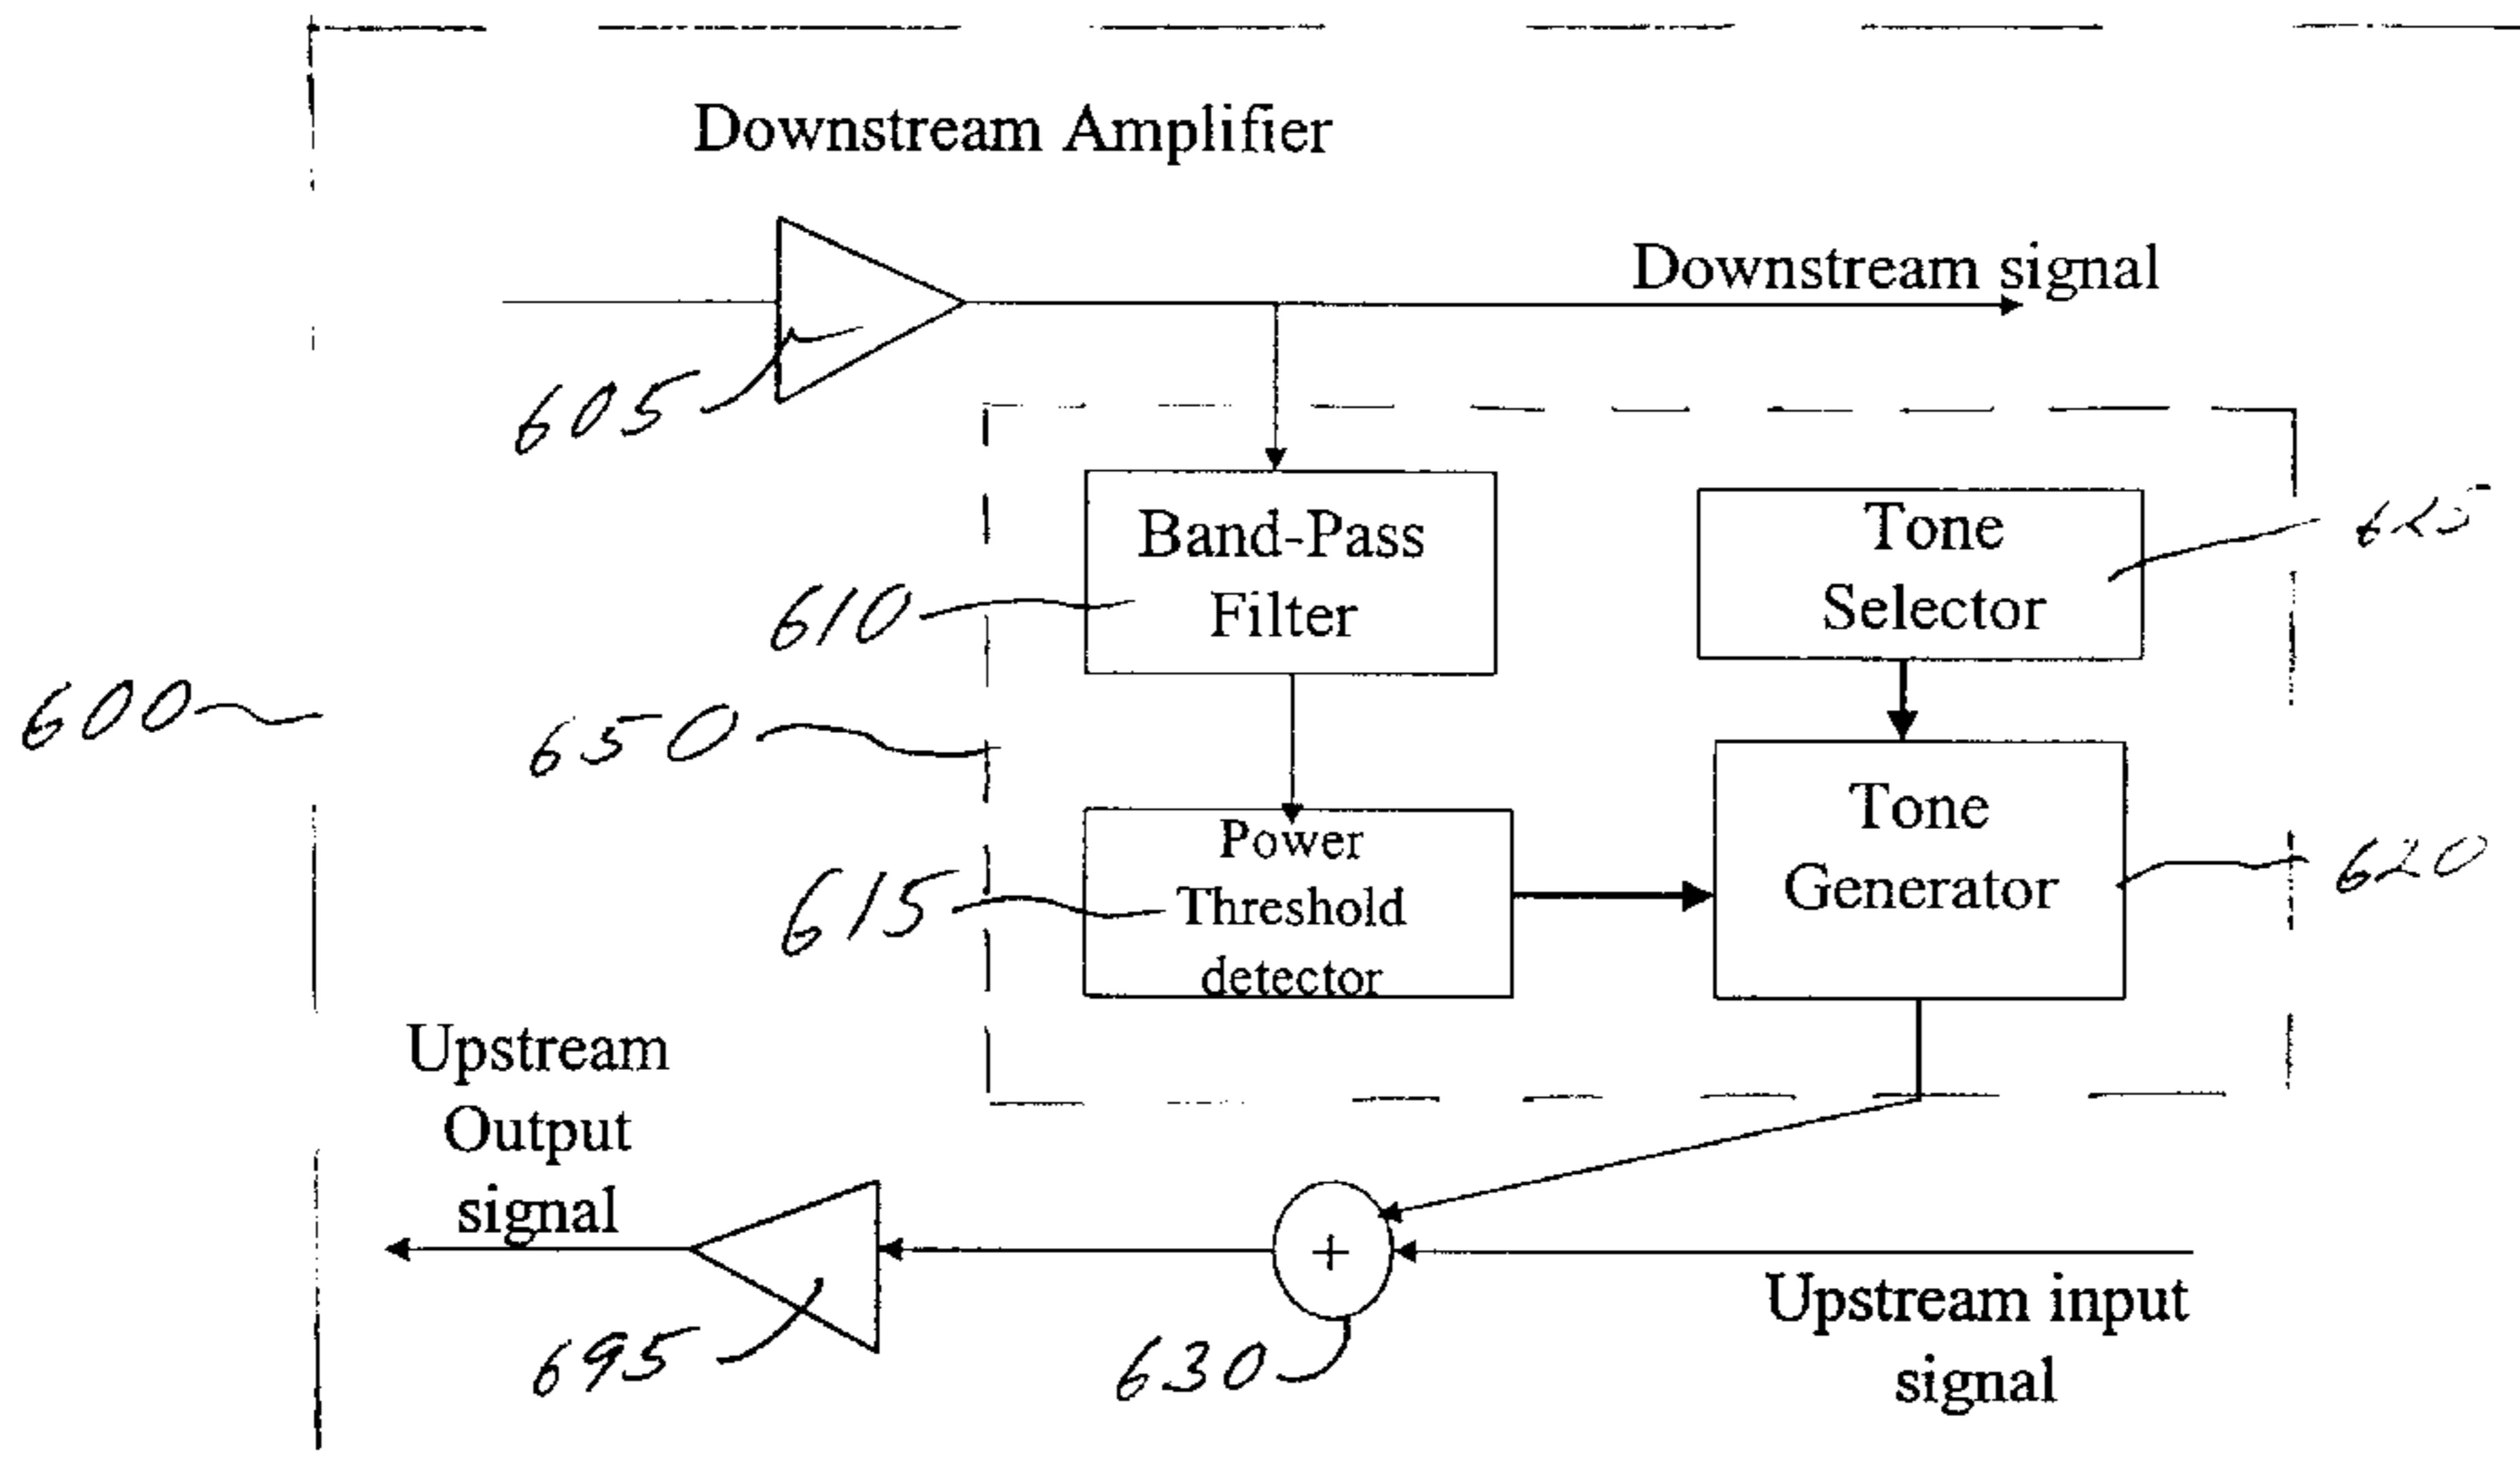 Downstream Amplifier
Downstream signal
605
Band-Pass
Filter
Tone
Selector
625
610
600
650
Power
Threshold
detector
Tone
Generator
615
620
Upstream
Output
signal
+
Upstream input
signal
695
630